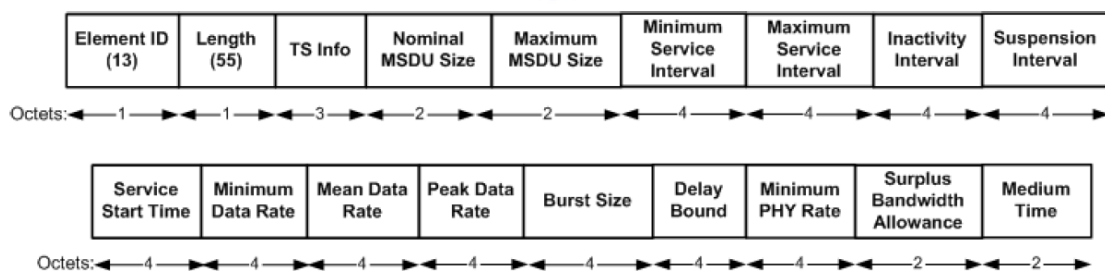 Element ID (13) Length (55) TS Info Nominal MSDU Size Maximum MSDU Size Minimum Service Interval Maximum Service Interval Inactivity Interval Suspension Interval
Octets: 1 1 3 2 2 4 4 4 4
Service Start Time Minimum Data Rate Mean Data Rate Peak Data Rate Burst Size Delay Bound Minimum PHY Rate Surplus Bandwidth Allowance Medium Time
Octets: 4 4 4 4 4 4 4 2 2